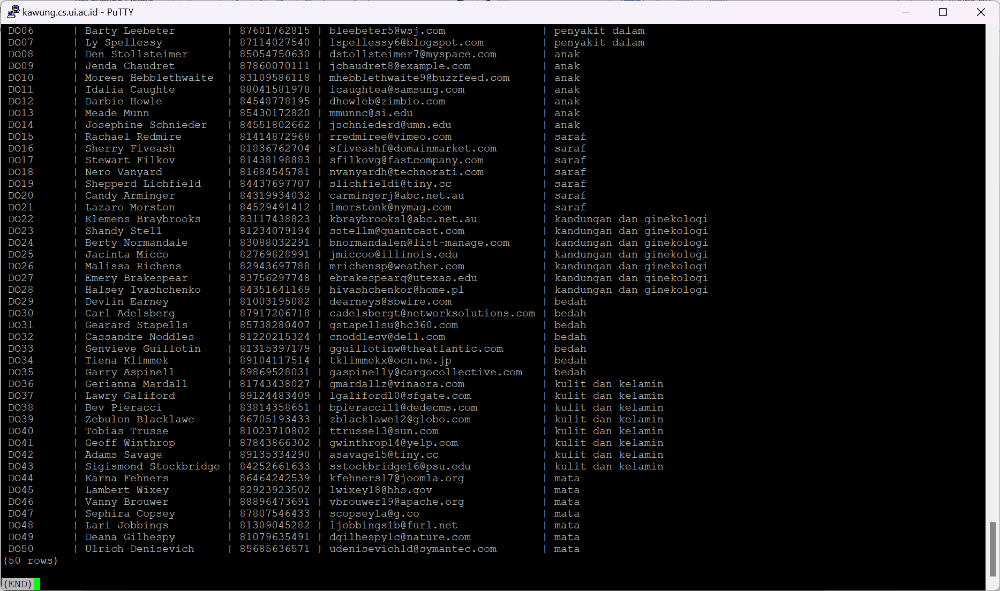 kawung.cs.ui.ac.id - PuTTY
DO06 | Barty Leebeter | 87601762815 | bleebeter5@wsj.com | penyakit dalam
DO07 | Ly Spellessy | 87114027540 | lspellessy6@blogspot.com | penyakit dalam
DO08 | Den Stollsteimer | 85054750630 | dstollsteimer7@myspace.com | anak
DO09 | Jenda Chaudret | 87860070111 | jchaudret8@example.com | anak
DO10 | Moreen Hebblethwaite | 83109586118 | mhebblethwaite9@buzzfeed.com | anak
DO11 | Idalia Caughte | 88041581978 | icaughtea@samsung.com | anak
DO12 | Darbie Howle | 84548778195 | dhowleb@zimbio.com | anak
DO13 | Meade Munn | 85430172820 | mmunnc@si.edu | anak
DO14 | Josephine Schnieder | 84551802662 | jschniederd@umn.edu | anak
DO15 | Rachael Redmire | 81414872968 | rredmiree@vimeo.com | saraf
DO16 | Sherry Fiveash | 81836762704 | sfiveashf@domainmarket.com | saraf
DO17 | Stewart Filkov | 81438198883 | sfilkovg@fastcompany.com | saraf
DO18 | Nero Vanyard | 81684545781 | nvanyardh@technorati.com | saraf
DO19 | Shepperd Lichfield | 84437697707 | slichfieldi@tiny.cc | saraf
DO20 | Candy Arminger | 84319934032 | carmingerj@abc.net.au | saraf
DO21 | Lazaro Morston | 84529491412 | lmorstonk@nymag.com | saraf
DO22 | Klemens Braybrooks | 83117438823 | kbraybrooksl@abc.net.au | kandungan dan ginekologi
DO23 | Shandy Stell | 81234079194 | sstellm@quantcast.com | kandungan dan ginekologi
DO24 | Berty Normandale | 83088032291 | bnormandalen@list-manage.com | kandungan dan ginekologi
DO25 | Jacinta Micco | 82769828991 | jmiccoo@illinois.edu | kandungan dan ginekologi
DO26 | Malissa Richens | 82943697788 | mrichensp@weather.com | kandungan dan ginekologi
DO27 | Emery Brakespear | 83756297748 | ebrakespearq@utexas.edu | kandungan dan ginekologi
DO28 | Halsey Ivashchenko | 84351641169 | hivashchenkor@home.pl | kandungan dan ginekologi
DO29 | Devlin Earney | 81003195082 | dearneys@sbwire.com | bedah
DO30 | Carl Adelsberg | 87917206718 | cadelsbergt@networksolutions.com | bedah
DO31 | Gearard Stapells | 85738280407 | gstapellsu@hc360.com | bedah
DO32 | Cassandre Noddles | 81220215324 | cnoddlesv@dell.com | bedah
DO33 | Genvieve Guillotin | 81315397179 | gguillotinw@theatlantic.com | bedah
DO34 | Tiena Klimmek | 89104117514 | tklimmekx@ocn.ne.jp | bedah
DO35 | Garry Aspinell | 89869528031 | gaspinelly@cargocollective.com | bedah
DO36 | Gerianna Mardall | 81743438027 | gmardallz@vinaora.com | kulit dan kelamin
DO37 | Lawry Galiford | 89124483409 | lgaliford10@sfgate.com | kulit dan kelamin
DO38 | Bev Pieracci | 83814358651 | bpieracci11@dedecms.com | kulit dan kelamin
DO39 | Zebulon Blacklawe | 86705193433 | zblacklawe12@globo.com | kulit dan kelamin
DO40 | Tobias Trusse | 81023710802 | ttrusse13@sun.com | kulit dan kelamin
DO41 | Geoff Winthrop | 87843866302 | gwinthrop14@yelp.com | kulit dan kelamin
DO42 | Adams Savage | 89135334290 | asavage15@tiny.cc | kulit dan kelamin
DO43 | Sigismond Stockbridge | 84252661633 | sstockbridge16@psu.edu | kulit dan kelamin
DO44 | Karna Fehners | 86464242539 | kfehners17@joomla.org | mata
DO45 | Lambert Wixey | 82923923502 | lwixey18@hhs.gov | mata
DO46 | Vanny Brouwer | 88896473691 | vbrouwer19@apache.org | mata
DO47 | Sephira Copsey | 87807546433 | scopsey1a@g.co | mata
DO48 | Lari Jobbings | 81309045282 | ljobbings1b@furl.net | mata
DO49 | Deana Gilhespy | 81079635491 | dgilhespy1c@nature.com | mata
DO50 | Ulrich Denisevich | 85685636571 | udenisevich1d@symantec.com | mata
(50 rows)
(END)